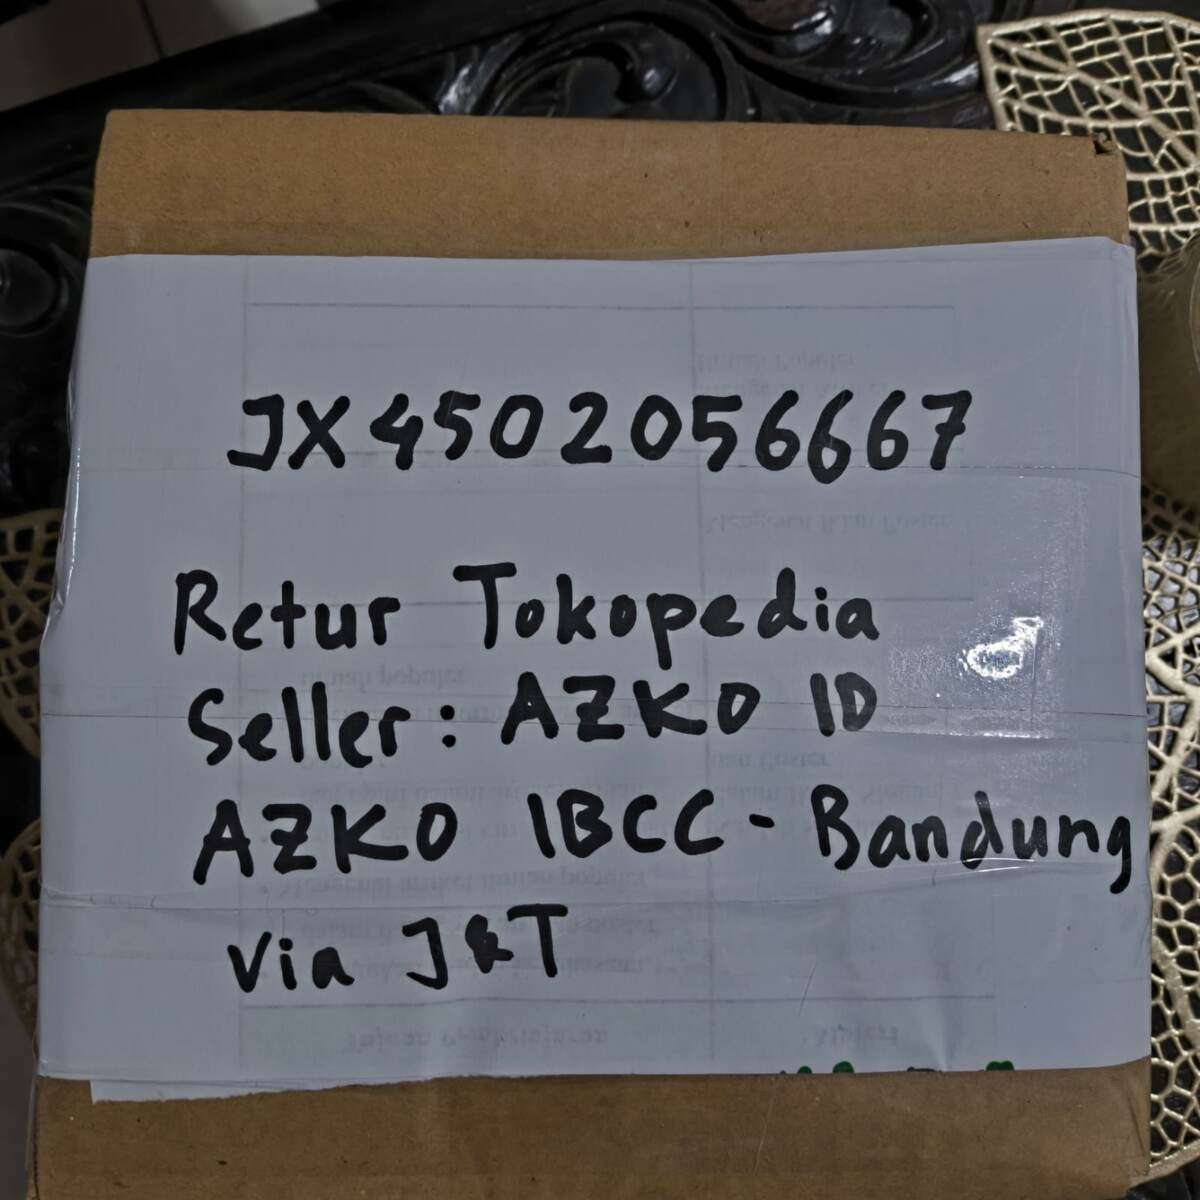 JX4502056667
Retur Tokopedia
Seller: AZKO ID
AZKO IBCC - Bandung
via J&T